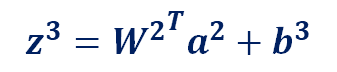 z³ = W²ᵀa² + b³